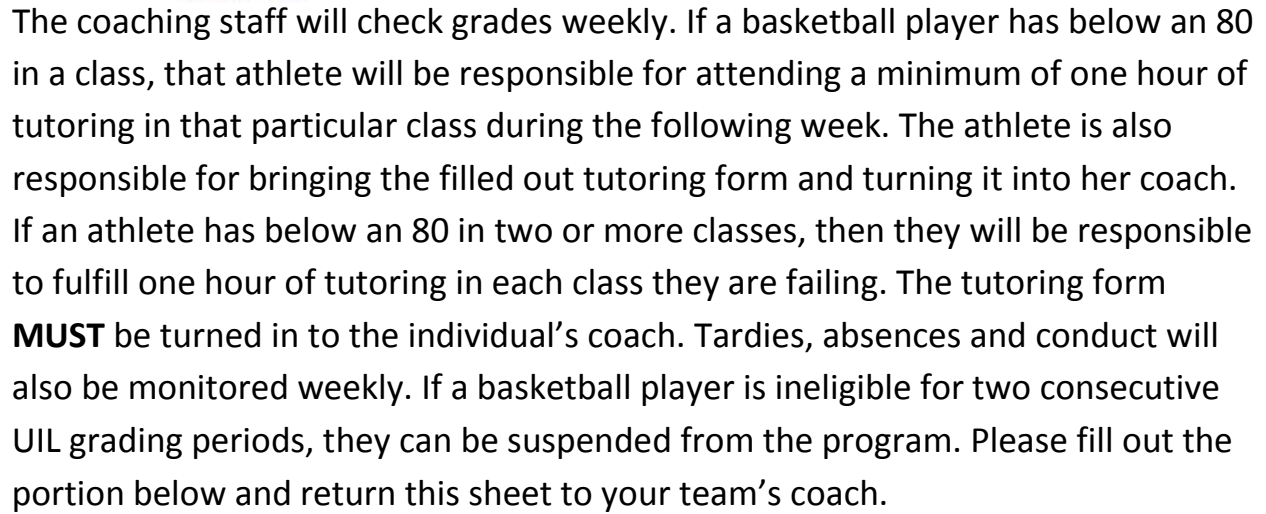 The coaching staff will check grades weekly. If a basketball player has below an 80
in a class, that athlete will be responsible for attending a minimum of one hour of
tutoring in that particular class during the following week. The athlete is also
responsible for bringing the filled out tutoring form and turning it into her coach.
If an athlete has below an 80 in two or more classes, then they will be responsible
to fulfill one hour of tutoring in each class they are failing. The tutoring form
MUST be turned in to the individual’s coach. Tardies, absences and conduct will
also be monitored weekly. If a basketball player is ineligible for two consecutive
UIL grading periods, they can be suspended from the program. Please fill out the
portion below and return this sheet to your team’s coach.